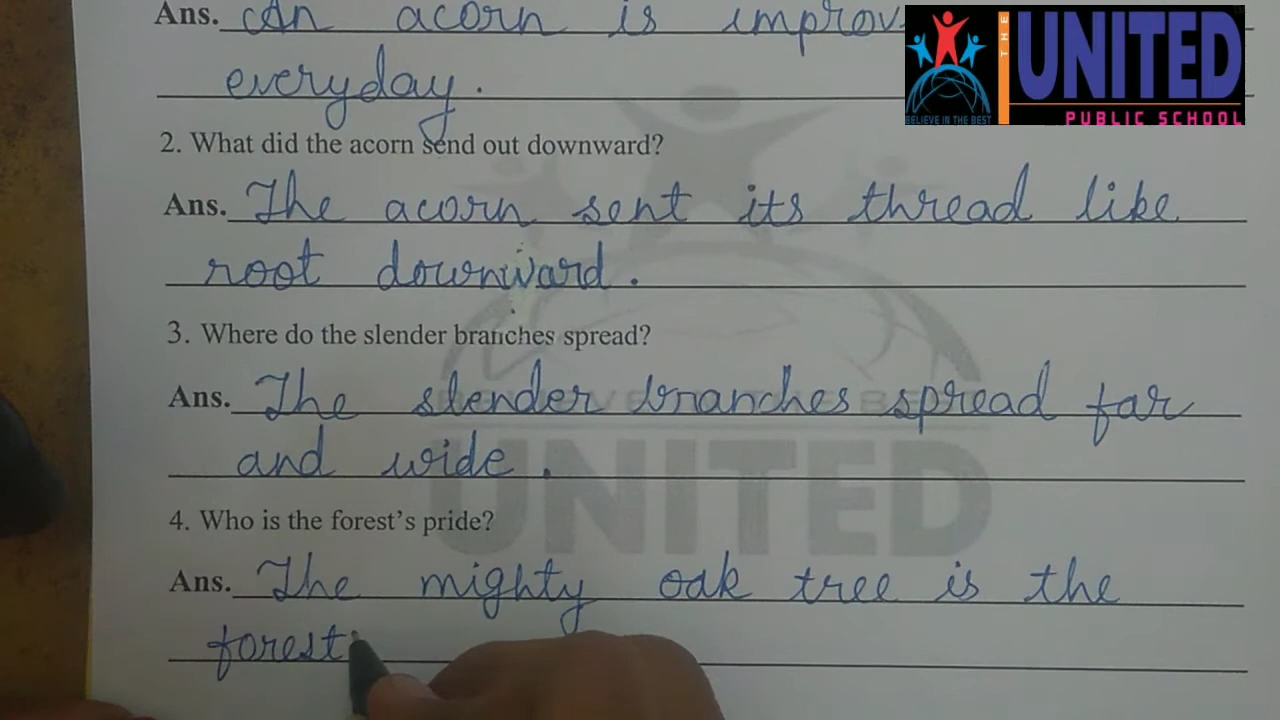 Ans. An acorn is improv
THE UNITED
PUBLIC SCHOOL
BELIEVE IN THE BEST
everyday.
2. What did the acorn send out downward?
Ans. The acorn sent its thread like
root downward.
3. Where do the slender branches spread?
Ans. The slender branches spread far
and wide.
4. Who is the forest's pride?
Ans. The mighty oak tree is the
forest'
UNITED